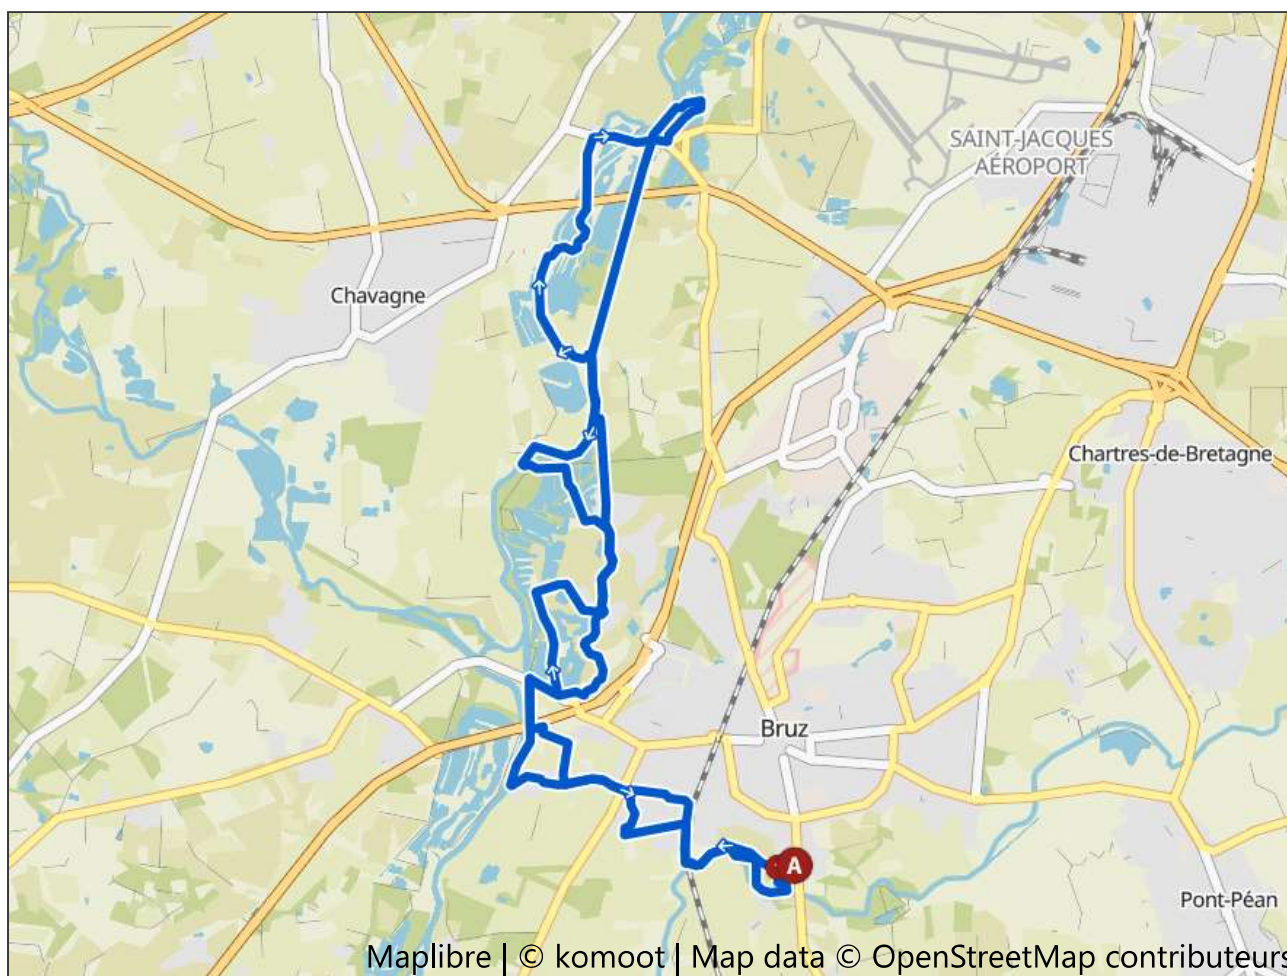 SAINT-JACQUES
AÉROPORT
Chavagne
Chartres-de-Bretagne
Bruz
A
Pont-Péan
Maplibre | © komoot | Map data © OpenStreetMap contributeurs